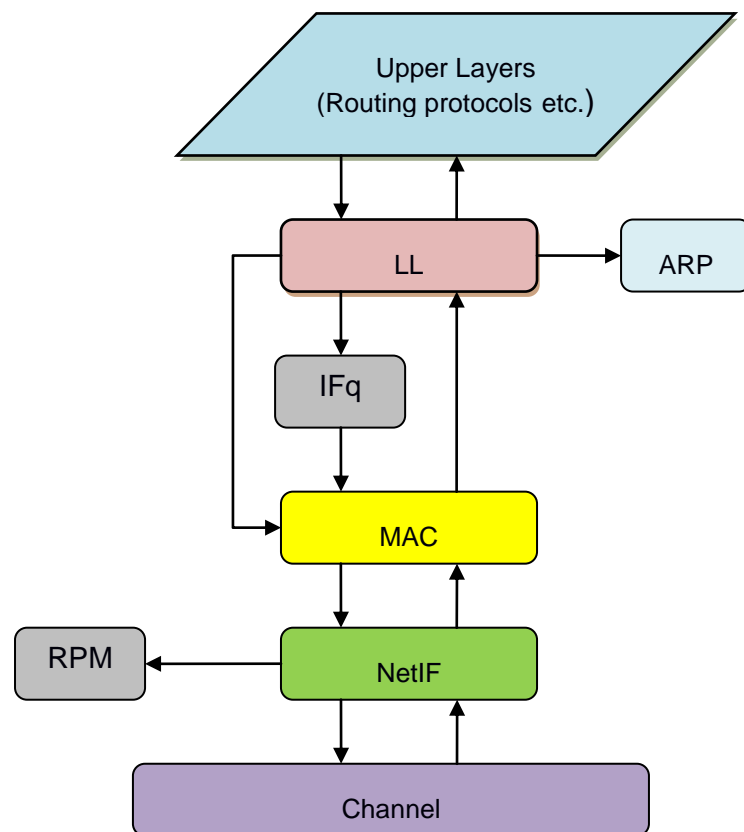 Upper Layers
(Routing protocols etc.)
LL
ARP
IFq
MAC
RPM
NetIF
Channel